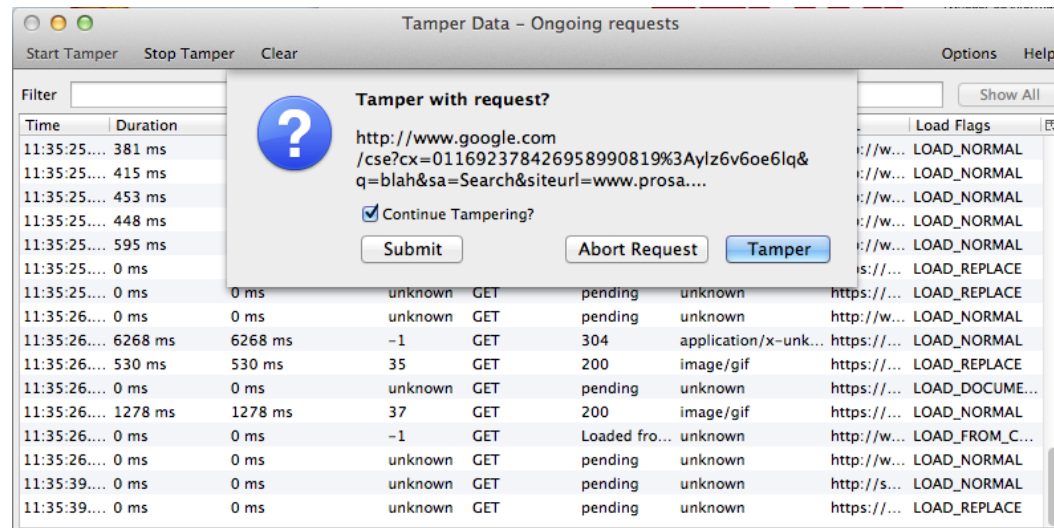 Tamper Data – Ongoing requests
Start Tamper Stop Tamper Clear Options Help
Filter Show All
Tamper with request?
http://www.google.com
/cse?cx=011692378426958990819%3Aylz6v6oe6lq&
q=blah&sa=Search&siteurl=www.prosa....
Continue Tampering?
Submit Abort Request Tamper
Time Duration Load Flags
11:35:25.... 381 ms ://w... LOAD_NORMAL
11:35:25.... 415 ms ://w... LOAD_NORMAL
11:35:25.... 453 ms ://w... LOAD_NORMAL
11:35:25.... 448 ms ://w... LOAD_NORMAL
11:35:25.... 595 ms ://w... LOAD_NORMAL
11:35:25.... 0 ms s://... LOAD_REPLACE
11:35:25.... 0 ms 0 ms unknown GET pending unknown https://... LOAD_REPLACE
11:35:26.... 0 ms 0 ms unknown GET pending unknown http://w... LOAD_NORMAL
11:35:26.... 6268 ms 6268 ms −1 GET 304 application/x-unk... https://... LOAD_NORMAL
11:35:26.... 530 ms 530 ms 35 GET 200 image/gif https://... LOAD_REPLACE
11:35:26.... 0 ms 0 ms unknown GET pending unknown https://... LOAD_DOCUME...
11:35:26.... 1278 ms 1278 ms 37 GET 200 image/gif https://... LOAD_NORMAL
11:35:26.... 0 ms 0 ms −1 GET Loaded fro... unknown http://w... LOAD_FROM_C...
11:35:26.... 0 ms 0 ms unknown GET pending unknown http://w... LOAD_NORMAL
11:35:39.... 0 ms 0 ms unknown GET pending unknown http://s... LOAD_NORMAL
11:35:39.... 0 ms 0 ms unknown GET pending unknown https://... LOAD_REPLACE